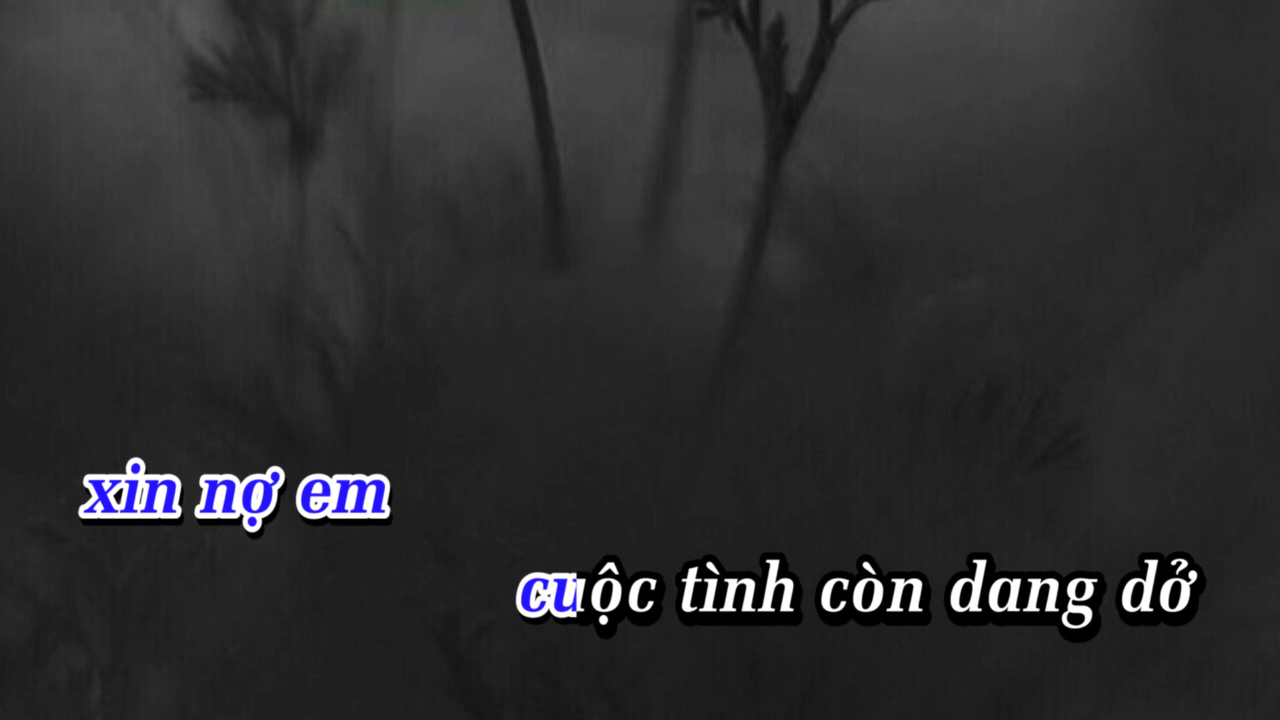 xin nợ em
cuộc tình còn dang dở